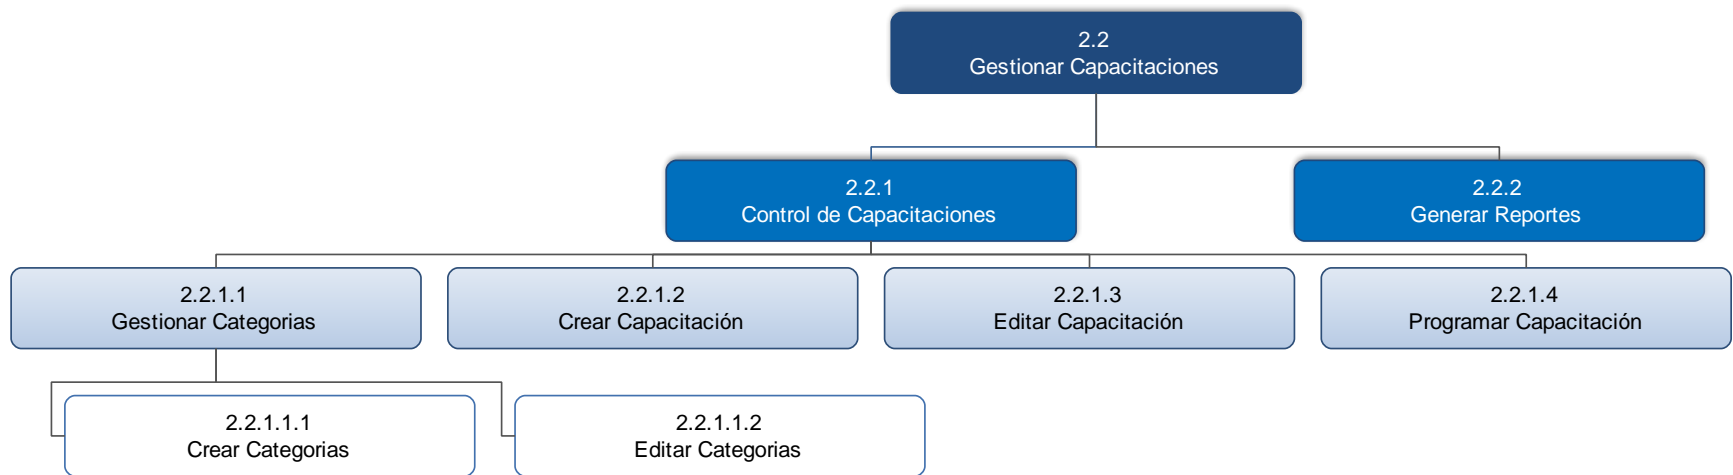 2.2
Gestionar Capacitaciones
2.2.1
Control de Capacitaciones
2.2.2
Generar Reportes
2.2.1.1
Gestionar Categorias
2.2.1.2
Crear Capacitación
2.2.1.3
Editar Capacitación
2.2.1.4
Programar Capacitación
2.2.1.1.1
Crear Categorias
2.2.1.1.2
Editar Categorias